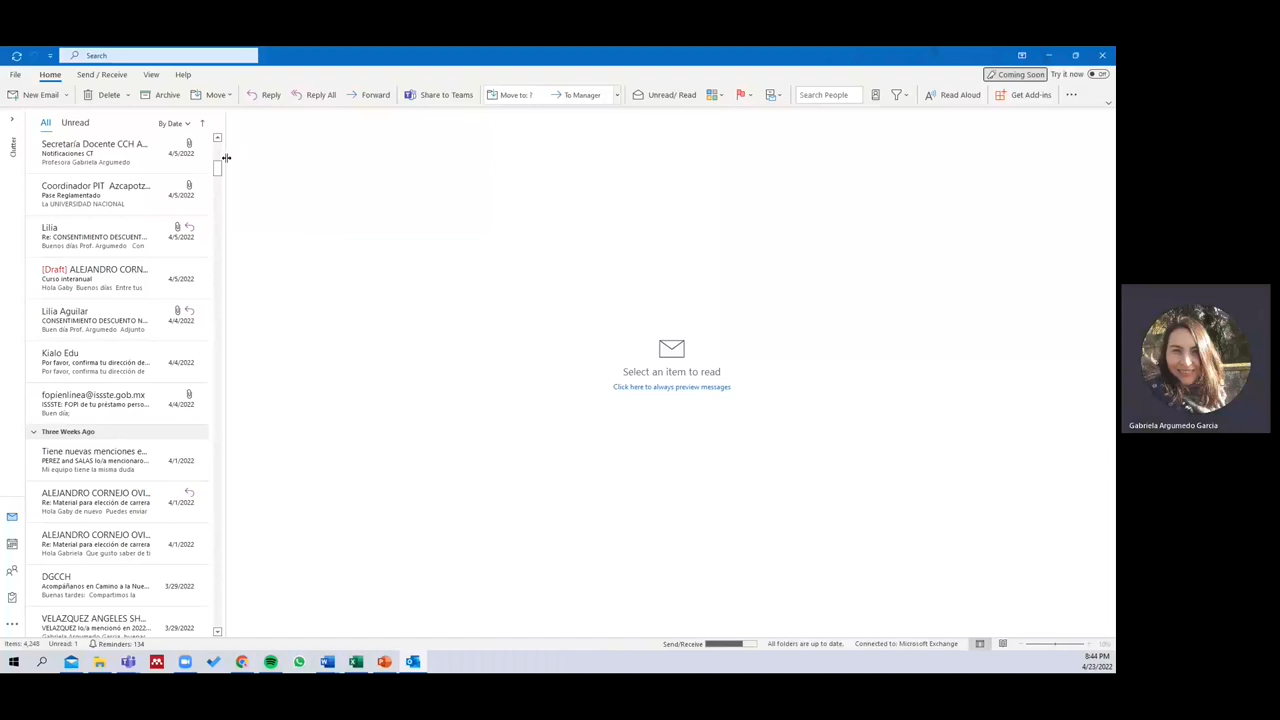 Search
File Home Send / Receive View Help
Coming Soon Try it now Off
New Email Delete Archive Move Reply Reply All Forward Share to Teams Move to: ? To Manager Unread/ Read Search People Read Aloud Get Add-ins
All Unread By Date
Clutter
Secretaría Docente CCH A...
Notificaciones CT 4/5/2022
Profesora Gabriela Argumedo
Coordinador PIT Azcapotz...
Pase Reglamentado 4/5/2022
La UNIVERSIDAD NACIONAL
Lilia
Re: CONSENTIMIENTO DESCUENT... 4/5/2022
Buenos días Prof. Argumedo Con
[Draft] ALEJANDRO CORN...
Curso interanual 4/5/2022
Hola Gaby Buenos días Entre tus
Lilia Aguilar
CONSENTIMIENTO DESCUENTO N... 4/4/2022
Buen día Prof. Argumedo Adjunto
Kialo Edu
Por favor, confirma tu dirección de... 4/4/2022
Por favor, confirma tu dirección de
fopienlinea@issste.gob.mx
ISSSTE: FOPI de tu préstamo perso... 4/4/2022
Buen día;
Three Weeks Ago
Tiene nuevas menciones e...
PEREZ and SALAS lo/a mencionaro... 4/1/2022
Mi equipo tiene la misma duda
ALEJANDRO CORNEJO OVI...
Re: Material para elección de carrera 4/1/2022
Hola Gaby de nuevo Puedes enviar
ALEJANDRO CORNEJO OVI...
Re: Material para elección de carrera 4/1/2022
Hola Gabriela Que gusto saber de ti
DGCCH
Acompáñanos en Camino a la Nue... 3/29/2022
Buenas tardes: Compartimos la
VELAZQUEZ ANGELES SH...
VELAZQUEZ lo/a mencionó en 2022... 3/29/2022
Gabriela Argumedo Garcia, buenas
Select an item to read
Click here to always preview messages
Gabriela Argumedo Garcia
Items: 4,248 Unread: 1 Reminders: 134 Send/Receive All folders are up to date. Connected to: Microsoft Exchange
8:44 PM
4/23/2022